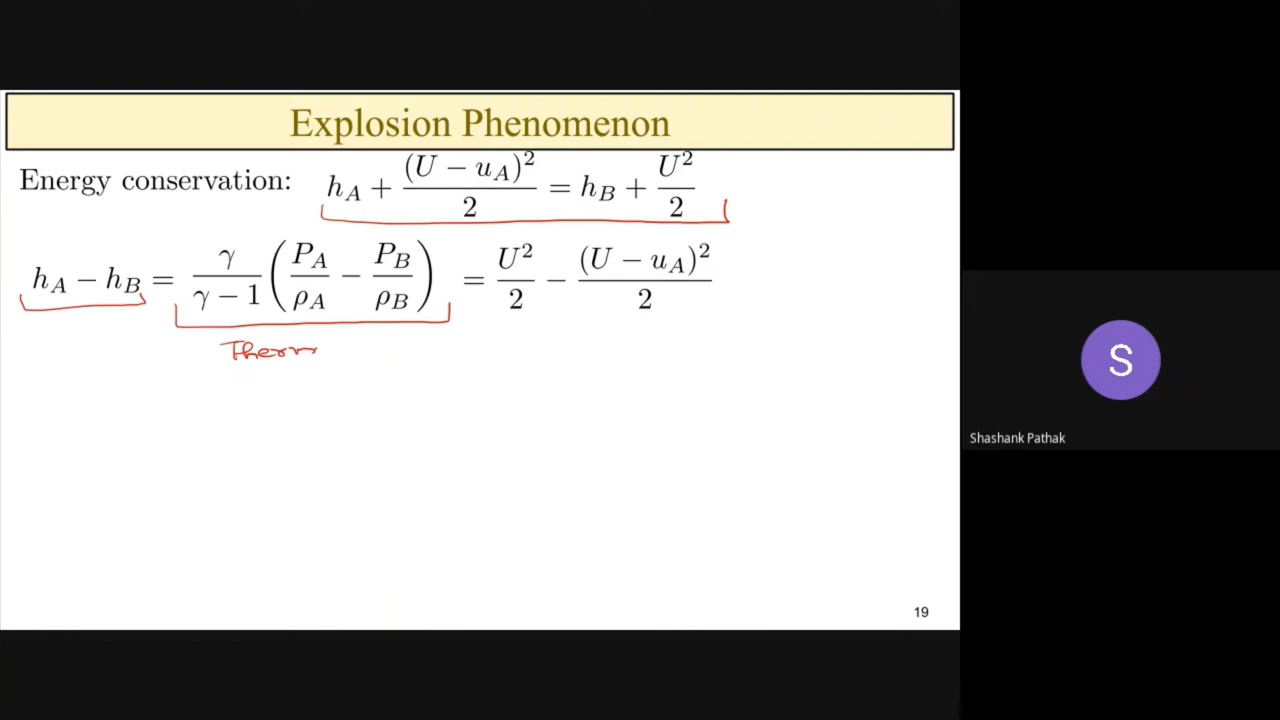 Explosion Phenomenon
Energy conservation: h_A + (U − u_A)^2 / 2 = h_B + U^2 / 2
h_A − h_B = γ / (γ − 1) (P_A / ρ_A − P_B / ρ_B) = U^2 / 2 − (U − u_A)^2 / 2
Therm
19
S
Shashank Pathak